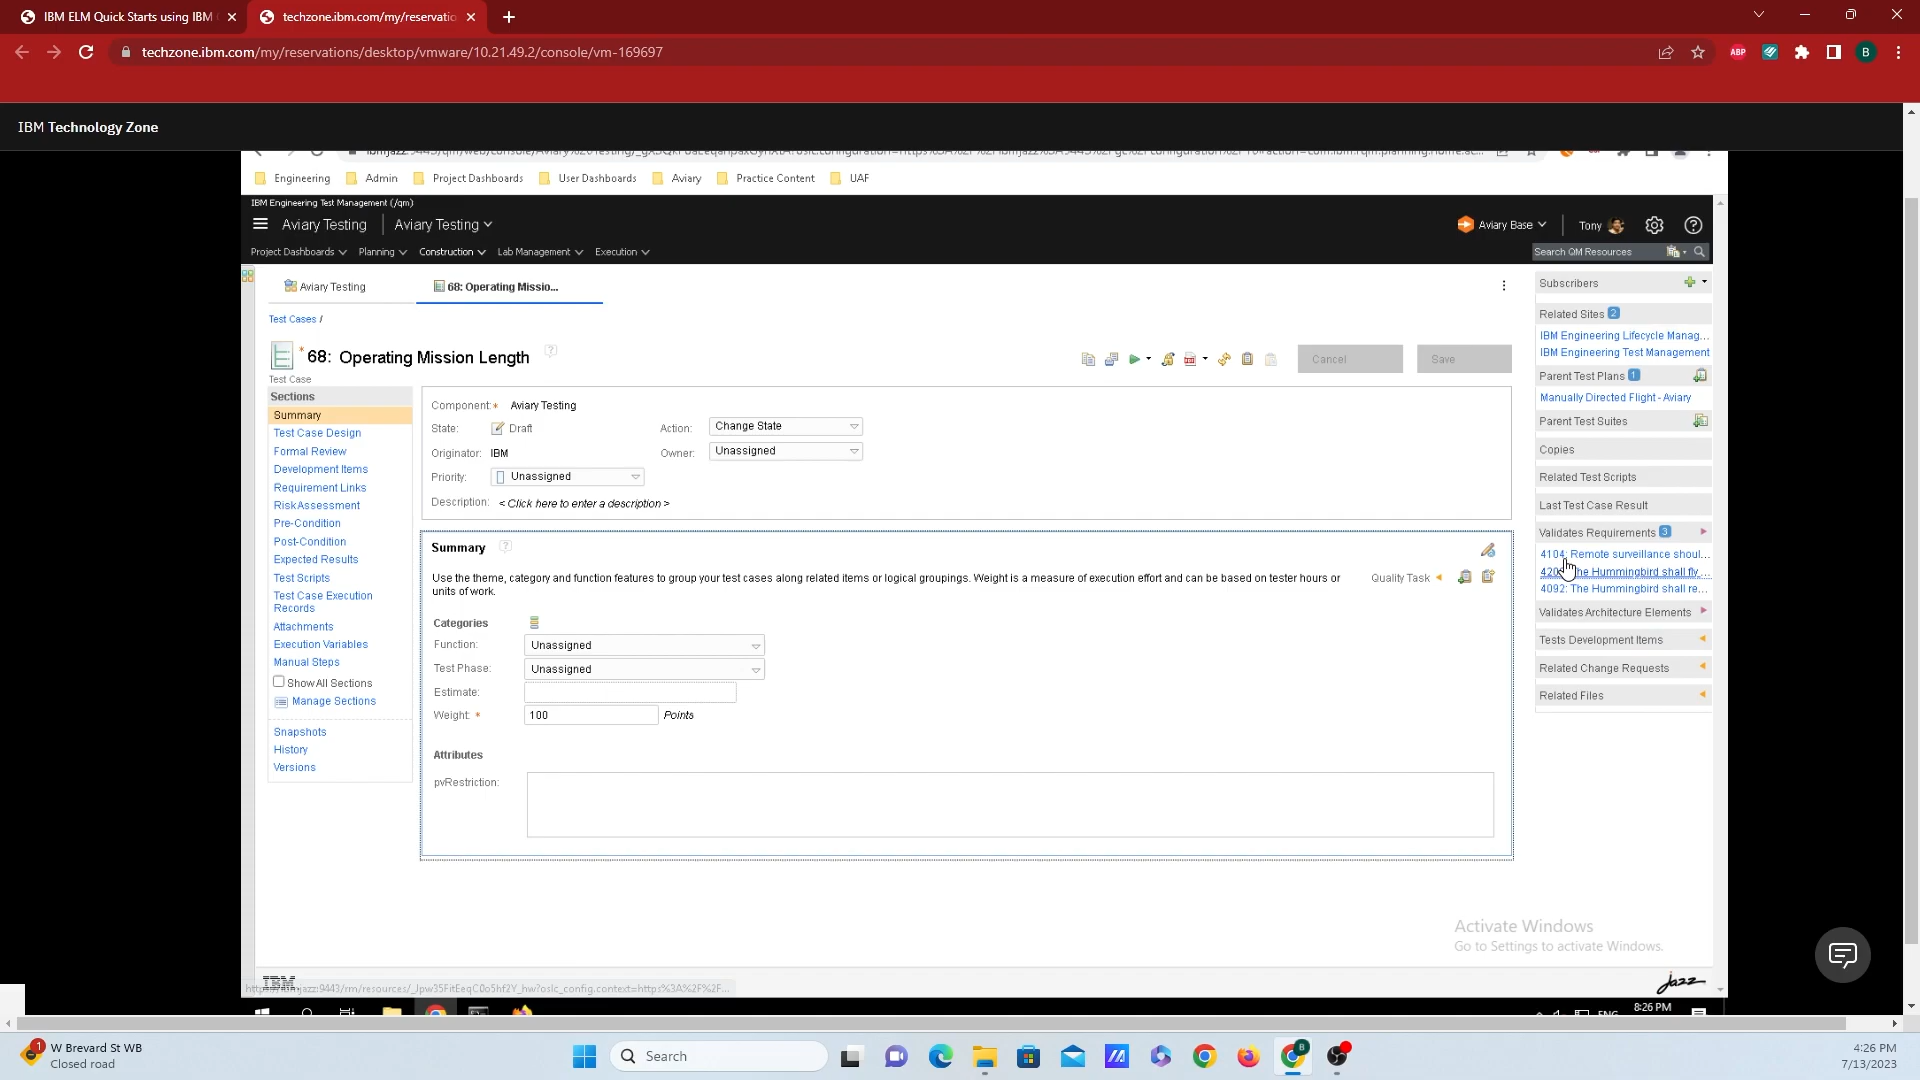 IBM ELM Quick Starts using IBM
techzone.ibm.com/my/reservatio
techzone.ibm.com/my/reservations/desktop/vmware/10.21.49.2/console/vm-169697
ABP
B
IBM Technology Zone
Engineering Admin Project Dashboards User Dashboards Aviary Practice Content UAF
IBM Engineering Test Management (/qm)
Aviary Testing Aviary Testing
Aviary Base Tony
Project Dashboards Planning Construction Lab Management Execution
Search QM Resources
Aviary Testing
68: Operating Missio...
Test Cases /
* 68: Operating Mission Length
Test Case
Cancel Save
Sections
Summary
Test Case Design
Formal Review
Development Items
Requirement Links
Risk Assessment
Pre-Condition
Post-Condition
Expected Results
Test Scripts
Test Case Execution
Records
Attachments
Execution Variables
Manual Steps
Show All Sections
Manage Sections
Snapshots
History
Versions
Component:* Aviary Testing
State: Draft Action: Change State
Originator: IBM Owner: Unassigned
Priority: Unassigned
Description: < Click here to enter a description >
Summary
Use the theme, category and function features to group your test cases along related items or logical groupings. Weight is a measure of execution effort and can be based on tester hours or
units of work.
Quality Task
Categories
Function: Unassigned
Test Phase: Unassigned
Estimate:
Weight: * 100 Points
Attributes
pvRestriction:
Subscribers
Related Sites 2
IBM Engineering Lifecycle Manag...
IBM Engineering Test Management
Parent Test Plans 1
Manually Directed Flight - Aviary
Parent Test Suites
Copies
Related Test Scripts
Last Test Case Result
Validates Requirements 3
4104: Remote surveillance shoul...
The Hummingbird shall fly...
4092: The Hummingbird shall re...
Validates Architecture Elements
Tests Development Items
Related Change Requests
Related Files
Activate Windows
Go to Settings to activate Windows.
IBM
jazz
8:26 PM
1
W Brevard St WB
Closed road
Search
B
4:26 PM
7/13/2023